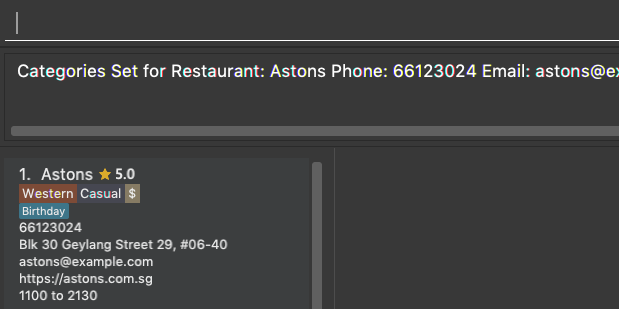 Categories Set for Restaurant: Astons Phone: 66123024 Email: astons@ex
1. Astons ★ 5.0
Western Casual $
Birthday
66123024
Blk 30 Geylang Street 29, #06-40
astons@example.com
https://astons.com.sg
1100 to 2130